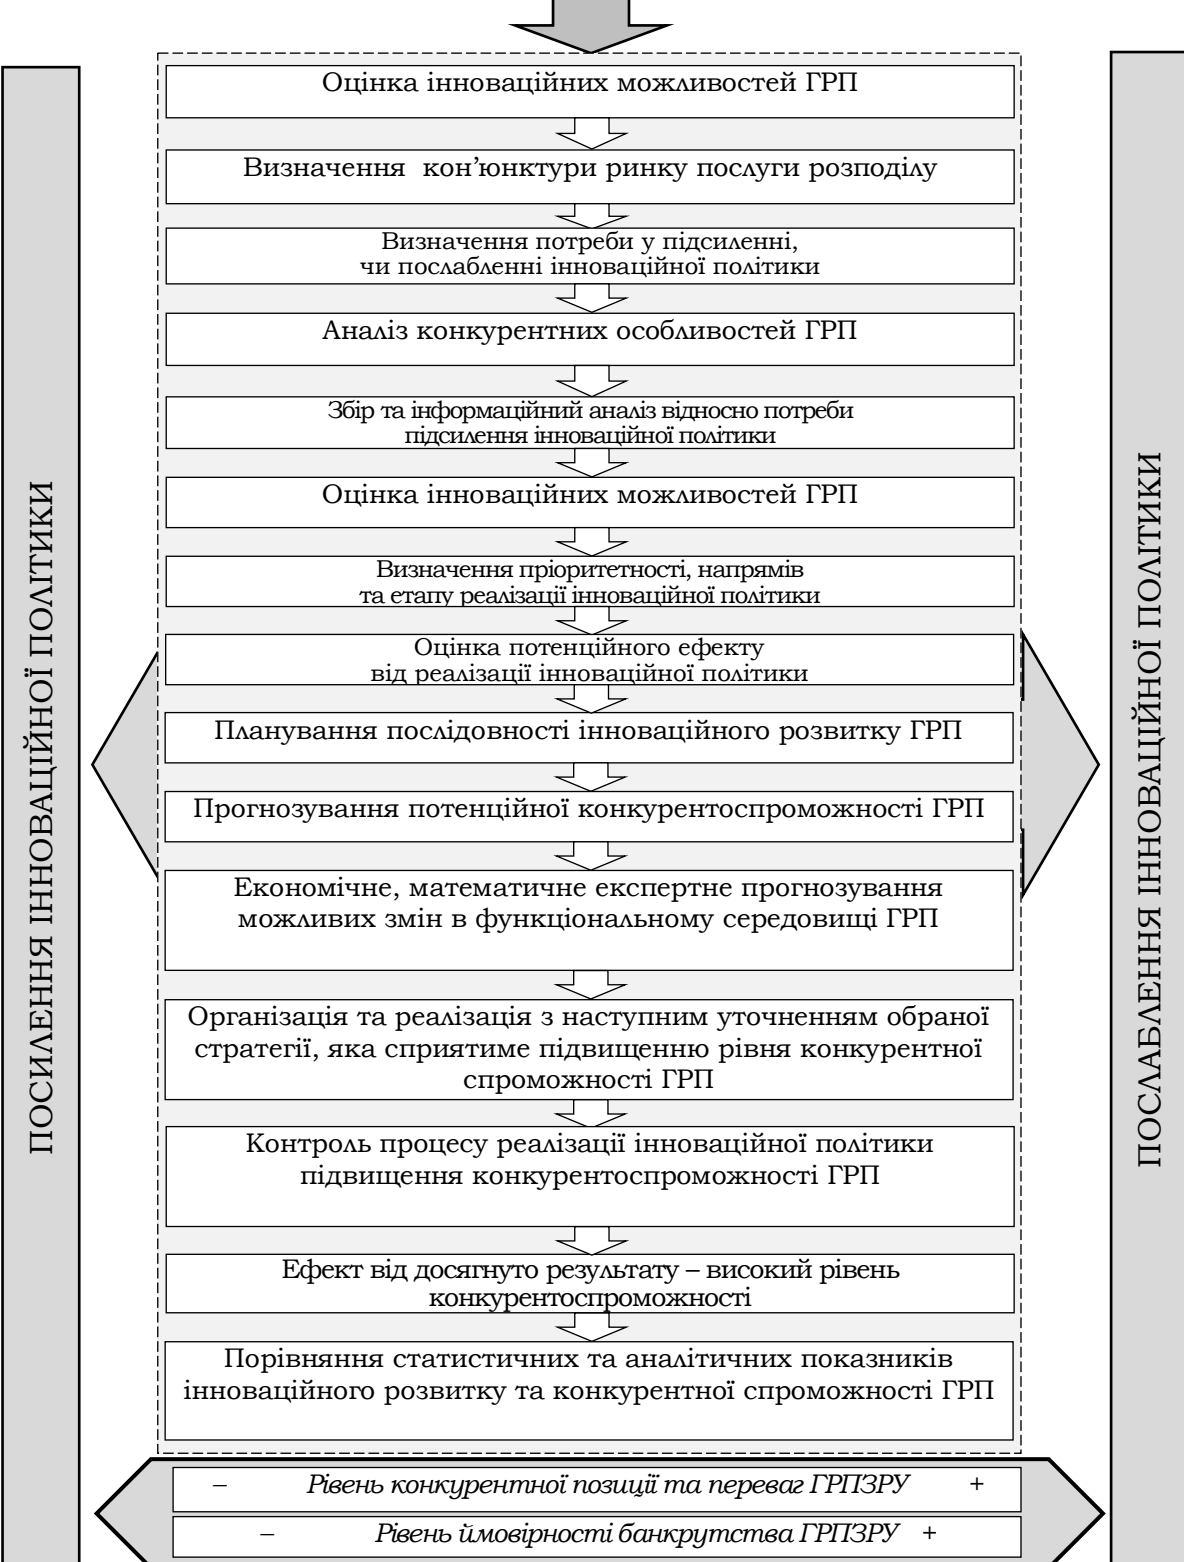 Оцінка інноваційних можливостей ГРП
Визначення кон’юнктури ринку послуги розподілу
Визначення потреби у підсиленні,
чи послабленні інноваційної політики
Аналіз конкурентних особливостей ГРП
Збір та інформаційний аналіз відносно потреби
підсилення інноваційної політики
Оцінка інноваційних можливостей ГРП
Визначення пріоритетності, напрямів
та етапу реалізації інноваційної політики
Оцінка потенційного ефекту
від реалізації інноваційної політики
Планування послідовності інноваційного розвитку ГРП
Прогнозування потенційної конкурентоспроможності ГРП
Економічне, математичне експертне прогнозування
можливих змін в функціональному середовищі ГРП
Організація та реалізація з наступним уточненням обраної
стратегії, яка сприятиме підвищенню рівня конкурентної
спроможності ГРП
Контроль процесу реалізації інноваційної політики
підвищення конкурентоспроможності ГРП
Ефект від досягнуто результату – високий рівень
конкурентоспроможності
Порівняння статистичних та аналітичних показників
інноваційного розвитку та конкурентної спроможності ГРП
– Рівень конкурентної позиції та переваг ГРПЗРУ +
– Рівень ймовірності банкрутства ГРПЗРУ +
ПОСИЛЕННЯ ІННОВАЦІЙНОЇ ПОЛІТИКИ
ПОСЛАБЛЕННЯ ІННОВАЦІЙНОЇ ПОЛІТИКИ